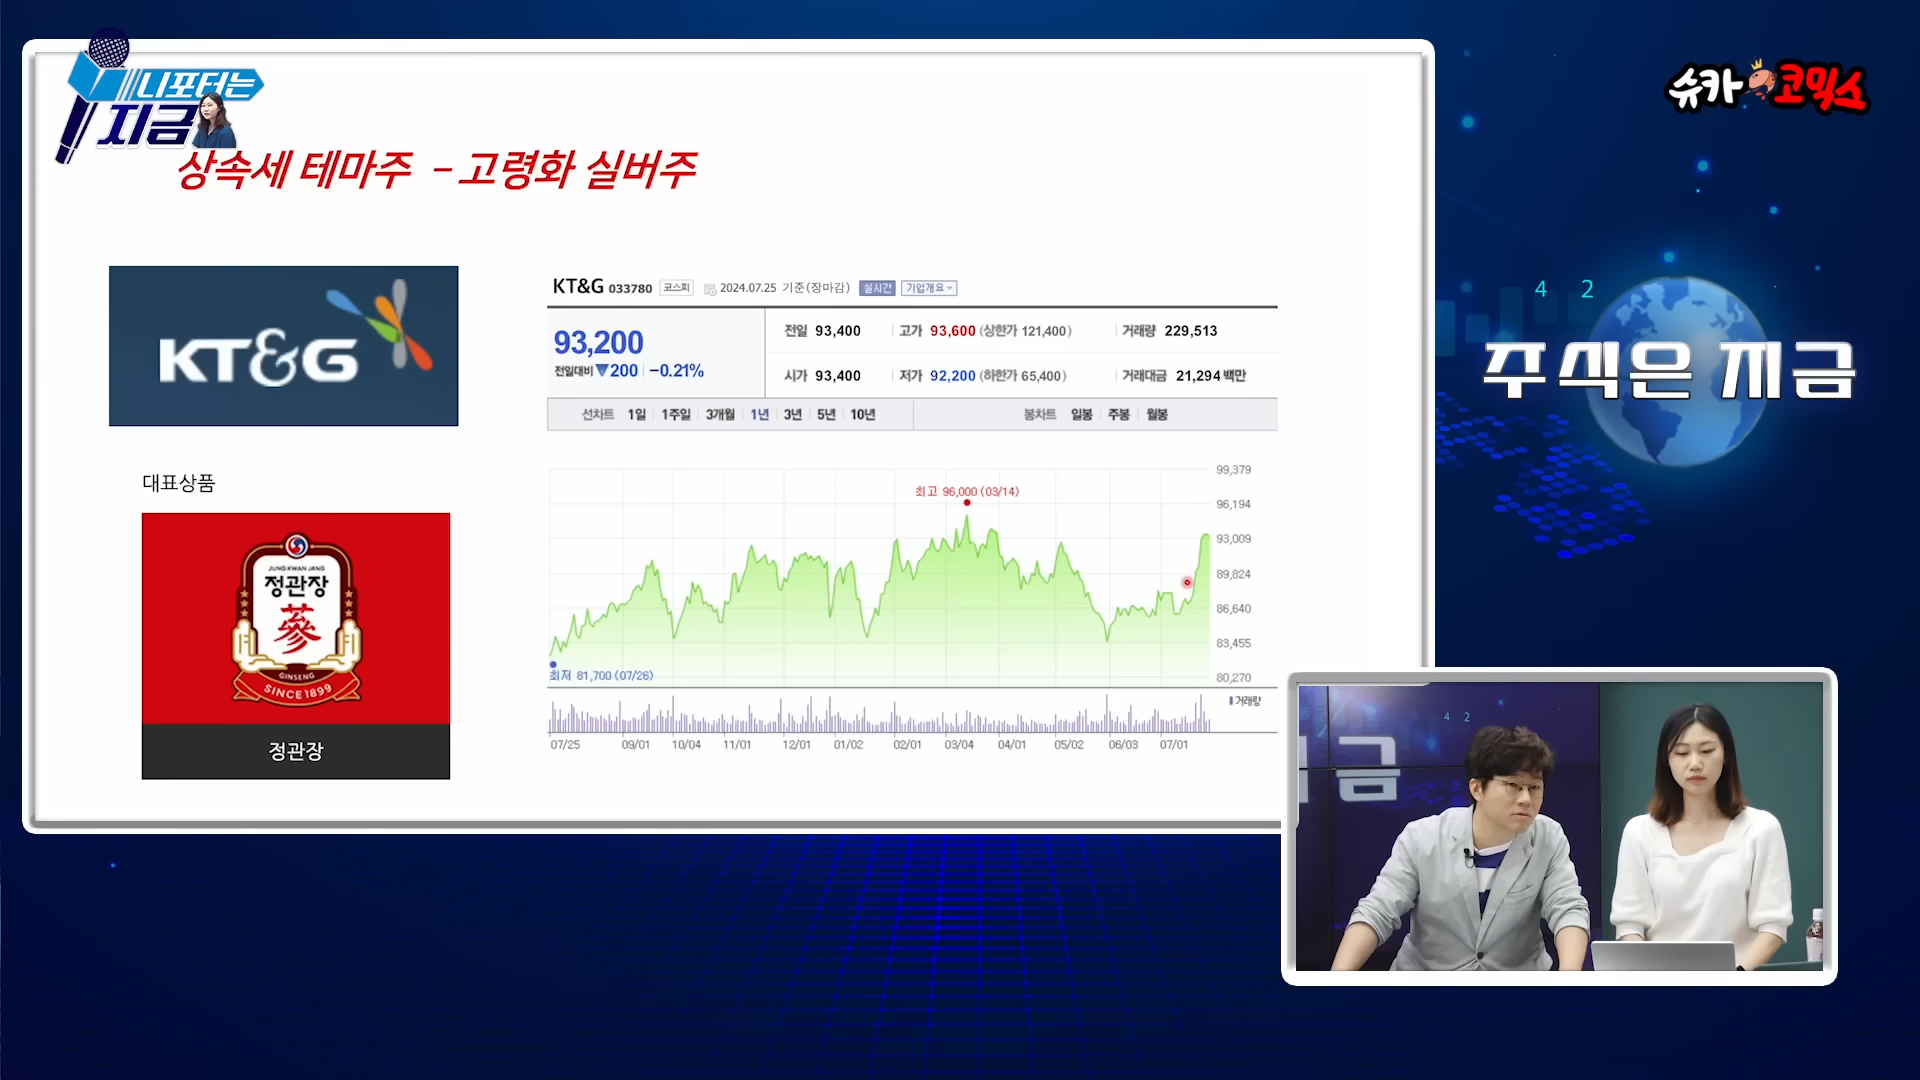 니포터는
지금
슈카코믹스
상속세 테마주 - 고령화 실버주
KT&G
대표상품
JUNG KWAN JANG
정관장
蔘
GINSENG
SINCE 1899
정관장
KT&G 033780 코스피 2024.07.25 기준(장마감) 실시간 기업개요
93,200
전일대비 ▼200 -0.21%
전일 93,400 고가 93,600 (상한가 121,400) 거래량 229,513
시가 93,400 저가 92,200 (하한가 65,400) 거래대금 21,294 백만
선차트 1일 1주일 3개월 1년 3년 5년 10년 봉차트 일봉 주봉 월봉
최고 96,000 (03/14)
최저 81,700 (07/26)
99,379
96,194
93,009
89,824
86,640
83,455
80,270
거래량
07/25 09/01 10/04 11/01 12/01 01/02 02/01 03/04 04/01 05/02 06/03 07/01
4 2
주식은 지금
4 2
지금